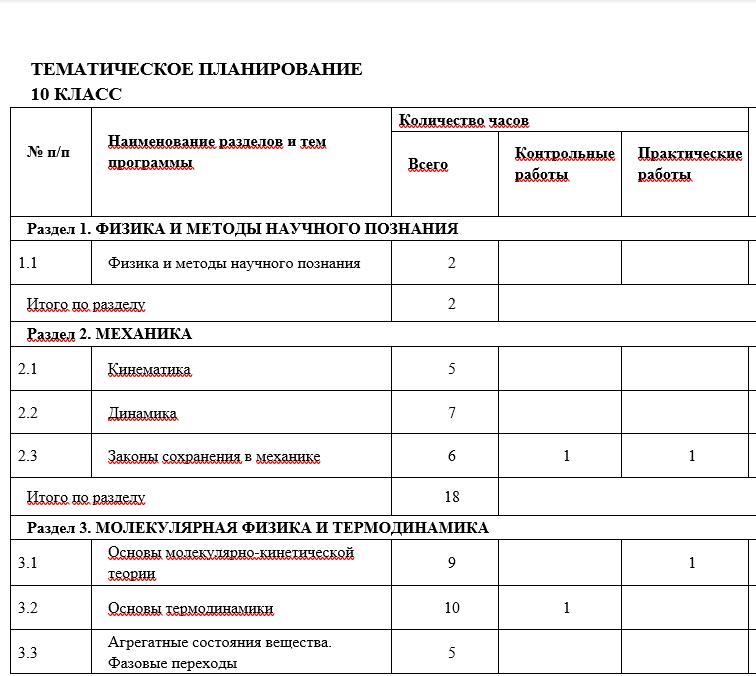 ТЕМАТИЧЕСКОЕ ПЛАНИРОВАНИЕ
10 КЛАСС
№ п/п
Наименование разделов и тем
программы
Количество часов
Всего
Контрольные
работы
Практические
работы
Раздел 1. ФИЗИКА И МЕТОДЫ НАУЧНОГО ПОЗНАНИЯ
1.1 Физика и методы научного познания 2
Итого по разделу 2
Раздел 2. МЕХАНИКА
2.1 Кинематика 5
2.2 Динамика 7
2.3 Законы сохранения в механике 6 1 1
Итого по разделу 18
Раздел 3. МОЛЕКУЛЯРНАЯ ФИЗИКА И ТЕРМОДИНАМИКА
3.1 Основы молекулярно-кинетической
теории 9 1
3.2 Основы термодинамики 10 1
3.3 Агрегатные состояния вещества.
Фазовые переходы 5